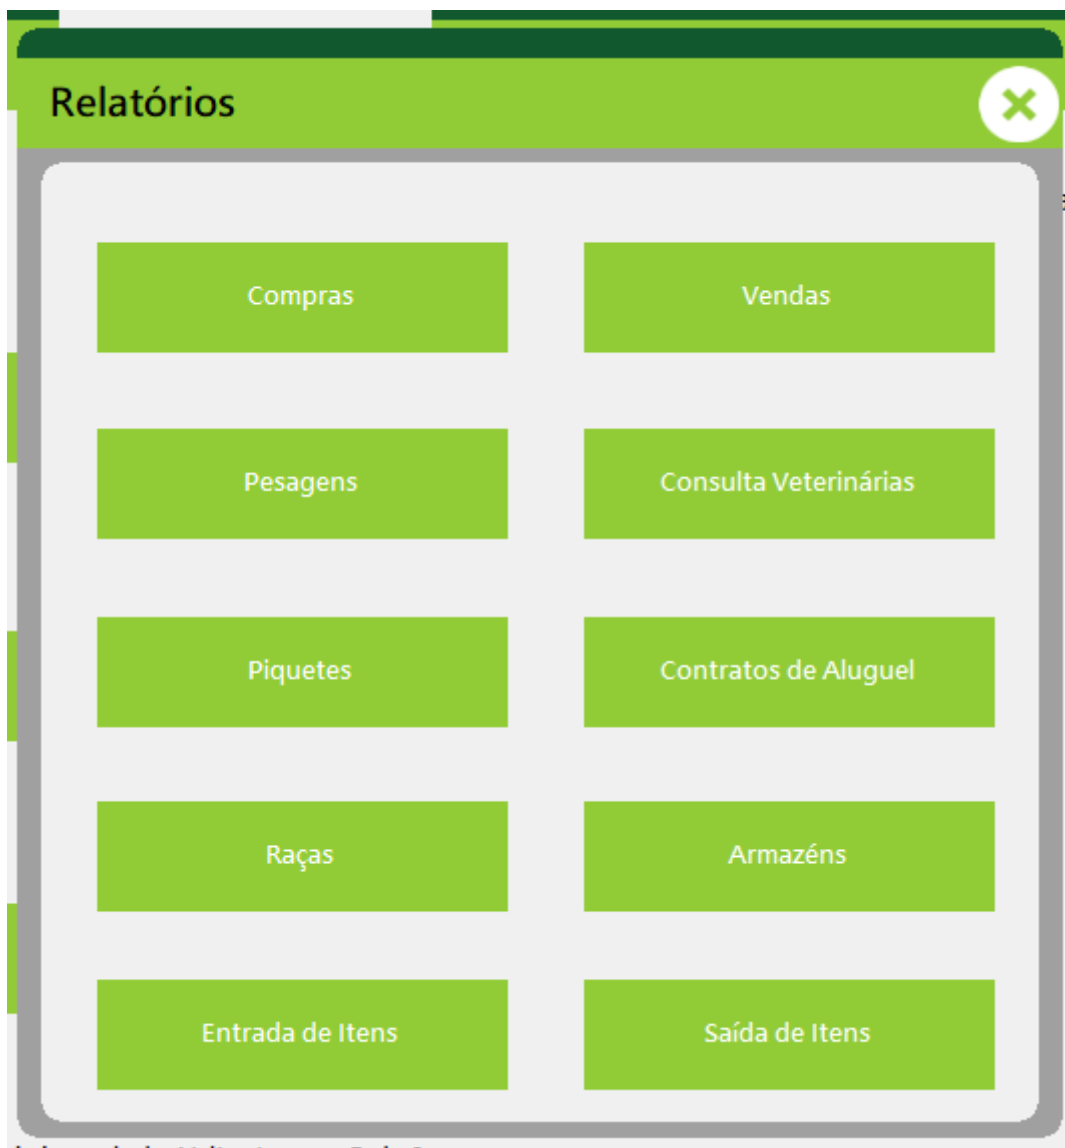 Relatórios
Compras
Vendas
Pesagens
Consulta Veterinárias
Piquetes
Contratos de Aluguel
Raças
Armazéns
Entrada de Itens
Saída de Itens